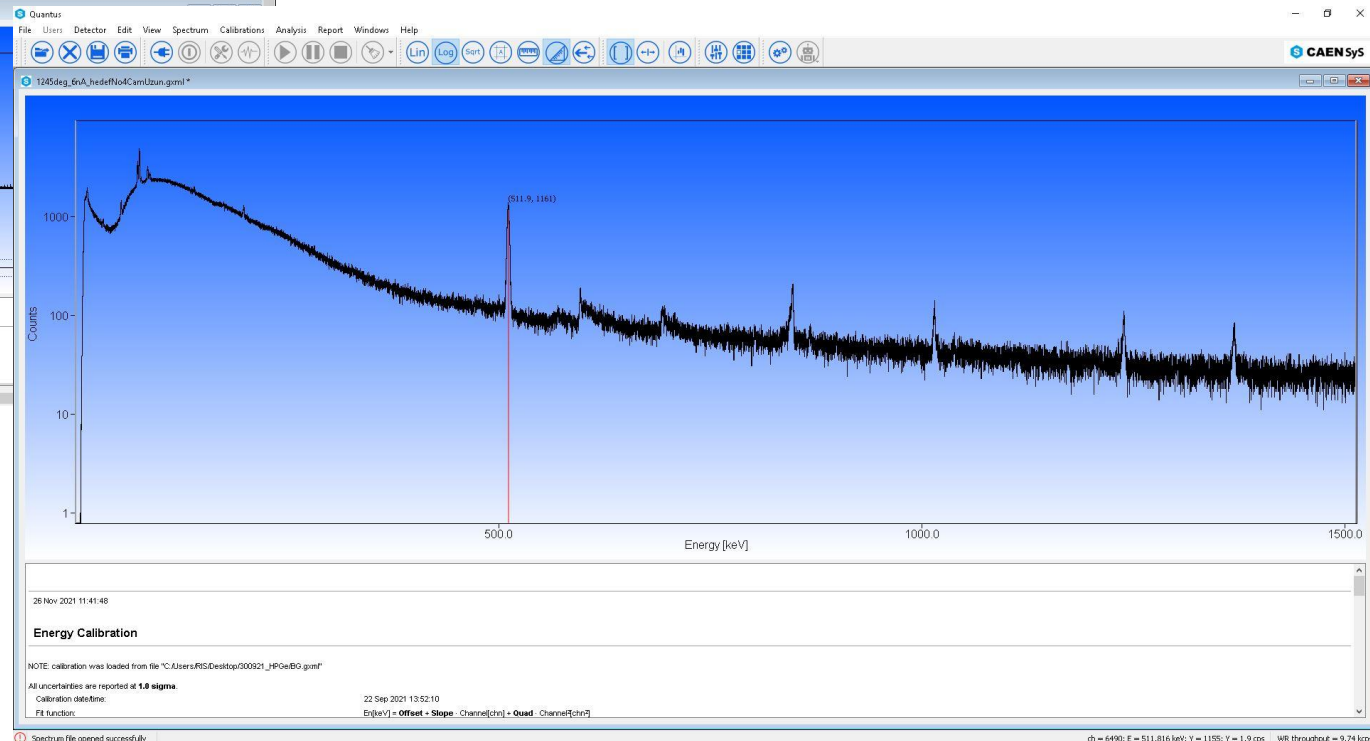 Quantus
File Users Detector Edit View Spectrum Calibrations Analysis Report Windows Help
Lin Log Sqrt
CAENSyS
1245deg_6nA_hedefNo4CamUzun.gxml *
(511.9, 1161)
1000
100
10
1
Counts
500.0 1000.0 1500.0
Energy [keV]
26 Nov 2021 11:41:48
Energy Calibration
NOTE: calibration was loaded from file "C:/Users/RIS/Desktop/300921_HPGe/BG.gxml"
All uncertainties are reported at 1.0 sigma.
Calibration date/time: 22 Sep 2021 13:52:10
Fit function: En[keV] = Offset + Slope · Channel[chn] + Quad · Channel²[chn²]
Spectrum file opened successfully ch = 6490; E = 511.816 keV; Y = 1155; Y = 1.9 cps WR throughput = 9.74 kcp